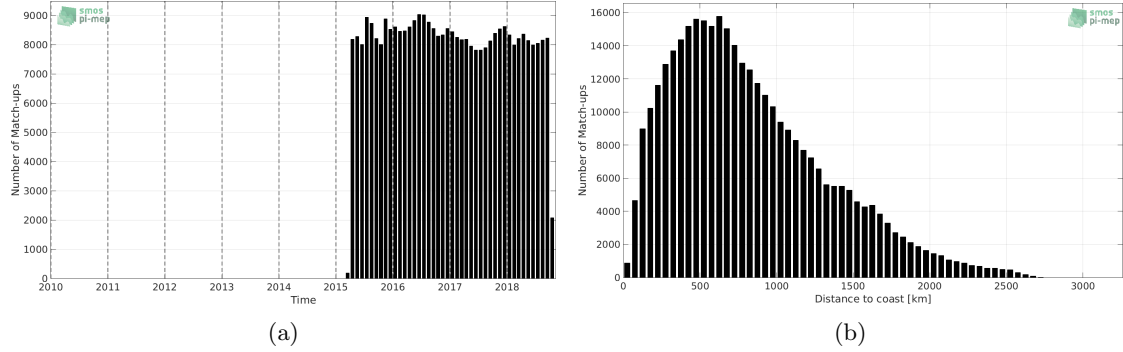 smos
pi-mep
Number of Match-ups
9000
8000
7000
6000
5000
4000
3000
2000
1000
0
2010 2011 2012 2013 2014 2015 2016 2017 2018
Time
(a)
smos
pi-mep
Number of Match-ups
16000
14000
12000
10000
8000
6000
4000
2000
0
0 500 1000 1500 2000 2500 3000
Distance to coast [km]
(b)